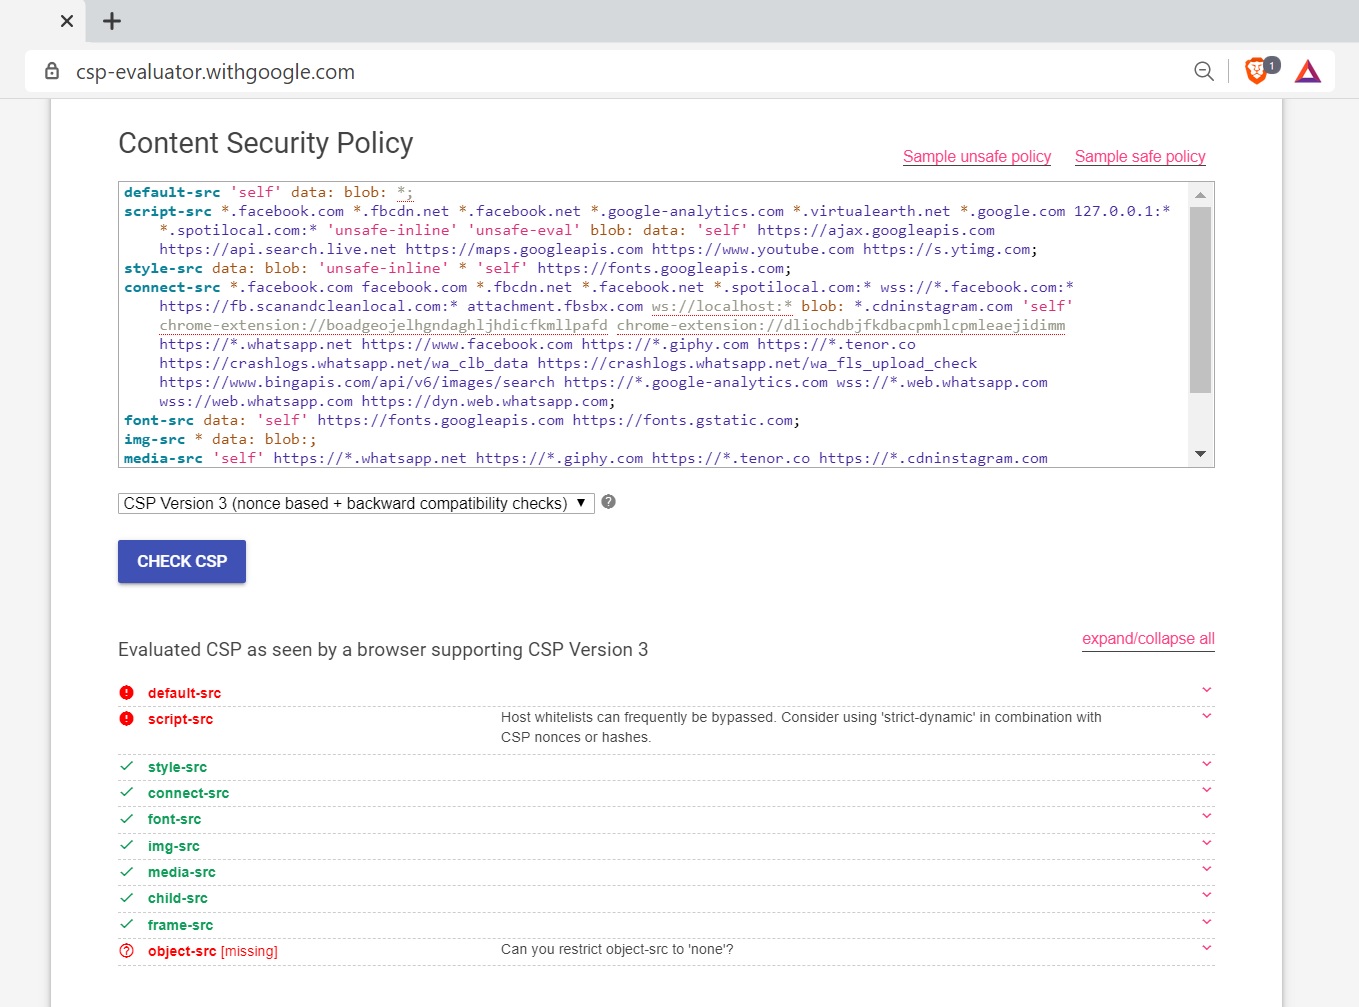 csp-evaluator.withgoogle.com
1
Content Security Policy
Sample unsafe policy
Sample safe policy
default-src 'self' data: blob: *;
script-src *.facebook.com *.fbcdn.net *.facebook.net *.google-analytics.com *.virtualearth.net *.google.com 127.0.0.1:*
*.spotilocal.com:* 'unsafe-inline' 'unsafe-eval' blob: data: 'self' https://ajax.googleapis.com
https://api.search.live.net https://maps.googleapis.com https://www.youtube.com https://s.ytimg.com;
style-src data: blob: 'unsafe-inline' * 'self' https://fonts.googleapis.com;
connect-src *.facebook.com facebook.com *.fbcdn.net *.facebook.net *.spotilocal.com:* wss://*.facebook.com:*
https://fb.scanandcleanlocal.com:* attachment.fbsbx.com ws://localhost:* blob: *.cdninstagram.com 'self'
chrome-extension://boadgeojelhgndaghljhdicfkmllpafd chrome-extension://dliochdbjfkdbacpmhlcpmleaejidimm
https://*.whatsapp.net https://www.facebook.com https://*.giphy.com https://*.tenor.co
https://crashlogs.whatsapp.net/wa_clb_data https://crashlogs.whatsapp.net/wa_fls_upload_check
https://www.bingapis.com/api/v6/images/search https://*.google-analytics.com wss://*.web.whatsapp.com
wss://web.whatsapp.com https://dyn.web.whatsapp.com;
font-src data: 'self' https://fonts.googleapis.com https://fonts.gstatic.com;
img-src * data: blob:;
media-src 'self' https://*.whatsapp.net https://*.giphy.com https://*.tenor.co https://*.cdninstagram.com
CSP Version 3 (nonce based + backward compatibility checks)
CHECK CSP
Evaluated CSP as seen by a browser supporting CSP Version 3
expand/collapse all
default-src
script-src
Host whitelists can frequently be bypassed. Consider using 'strict-dynamic' in combination with
CSP nonces or hashes.
style-src
connect-src
font-src
img-src
media-src
child-src
frame-src
object-src [missing]
Can you restrict object-src to 'none'?